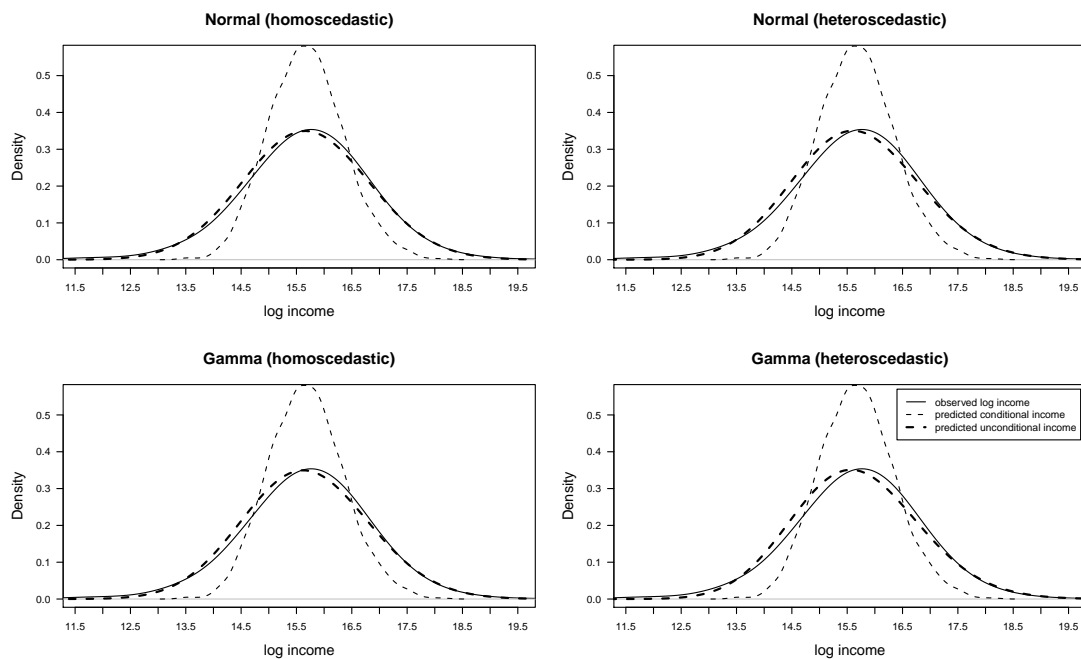 Normal (homoscedastic)
Density
0.5
0.4
0.3
0.2
0.1
0.0
11.5 12.5 13.5 14.5 15.5 16.5 17.5 18.5 19.5
log income
Normal (heteroscedastic)
Density
0.5
0.4
0.3
0.2
0.1
0.0
11.5 12.5 13.5 14.5 15.5 16.5 17.5 18.5 19.5
log income
Gamma (homoscedastic)
Density
0.5
0.4
0.3
0.2
0.1
0.0
11.5 12.5 13.5 14.5 15.5 16.5 17.5 18.5 19.5
log income
Gamma (heteroscedastic)
observed log income
predicted conditional income
predicted unconditional income
Density
0.5
0.4
0.3
0.2
0.1
0.0
11.5 12.5 13.5 14.5 15.5 16.5 17.5 18.5 19.5
log income